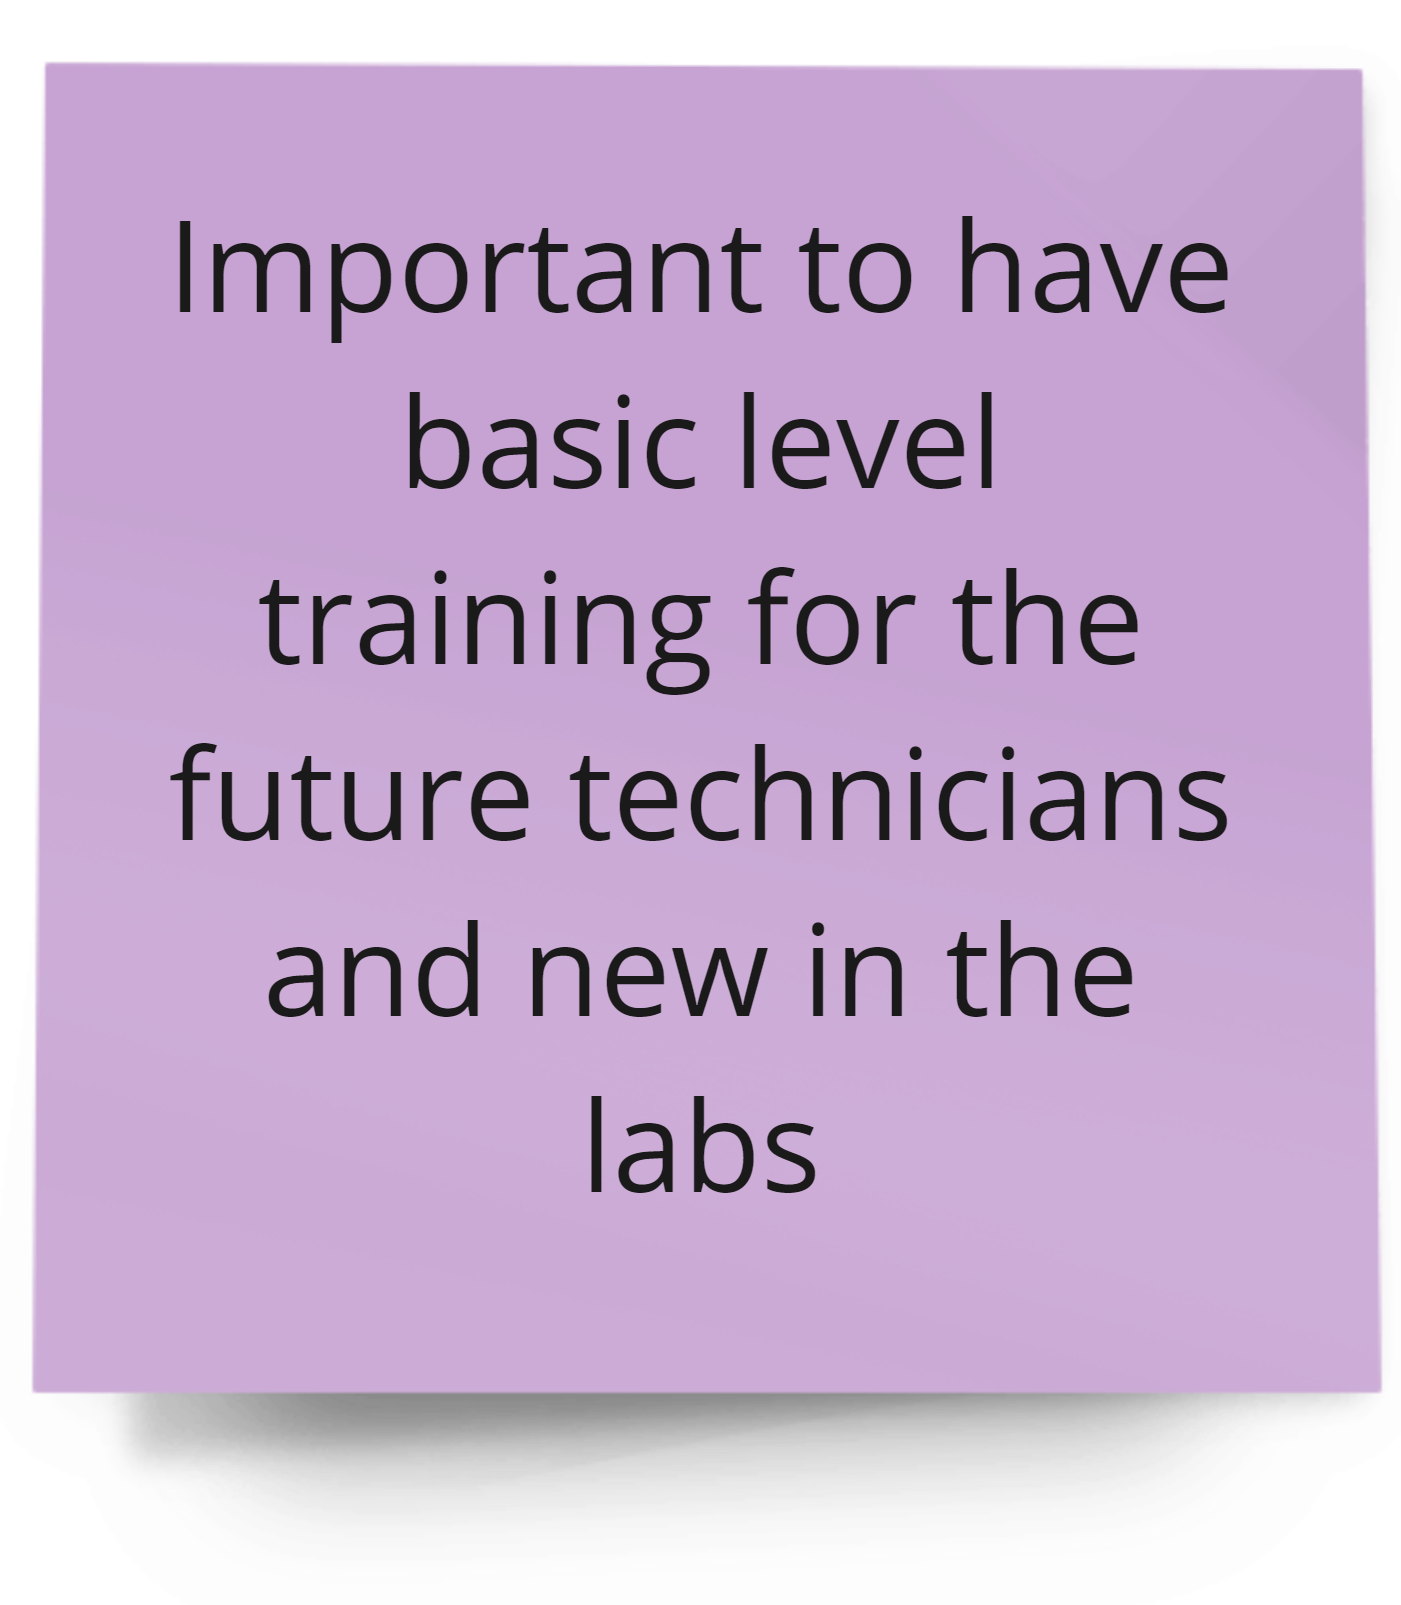 Important to have
basic level
training for the
future technicians
and new in the
labs